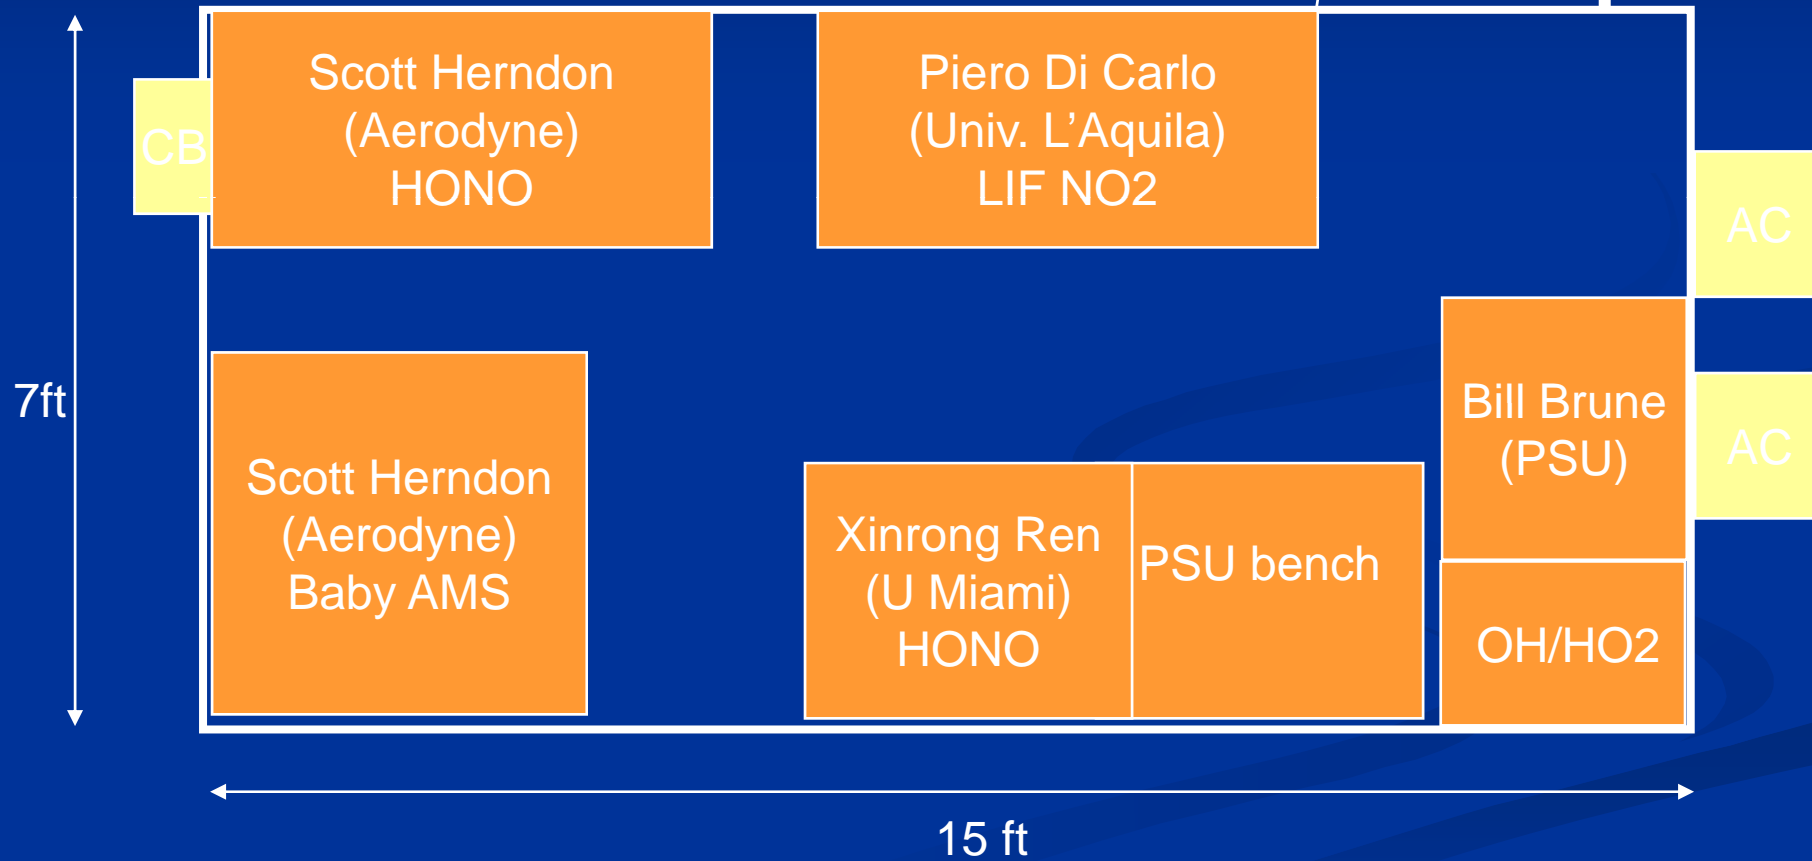 Scott Herndon
(Aerodyne)
HONO
Piero Di Carlo
(Univ. L'Aquila)
LIF NO2
CB
AC
7ft
Scott Herndon
(Aerodyne)
Baby AMS
Xinrong Ren
(U Miami)
HONO
PSU bench
Bill Brune
(PSU)
AC
OH/HO2
15 ft